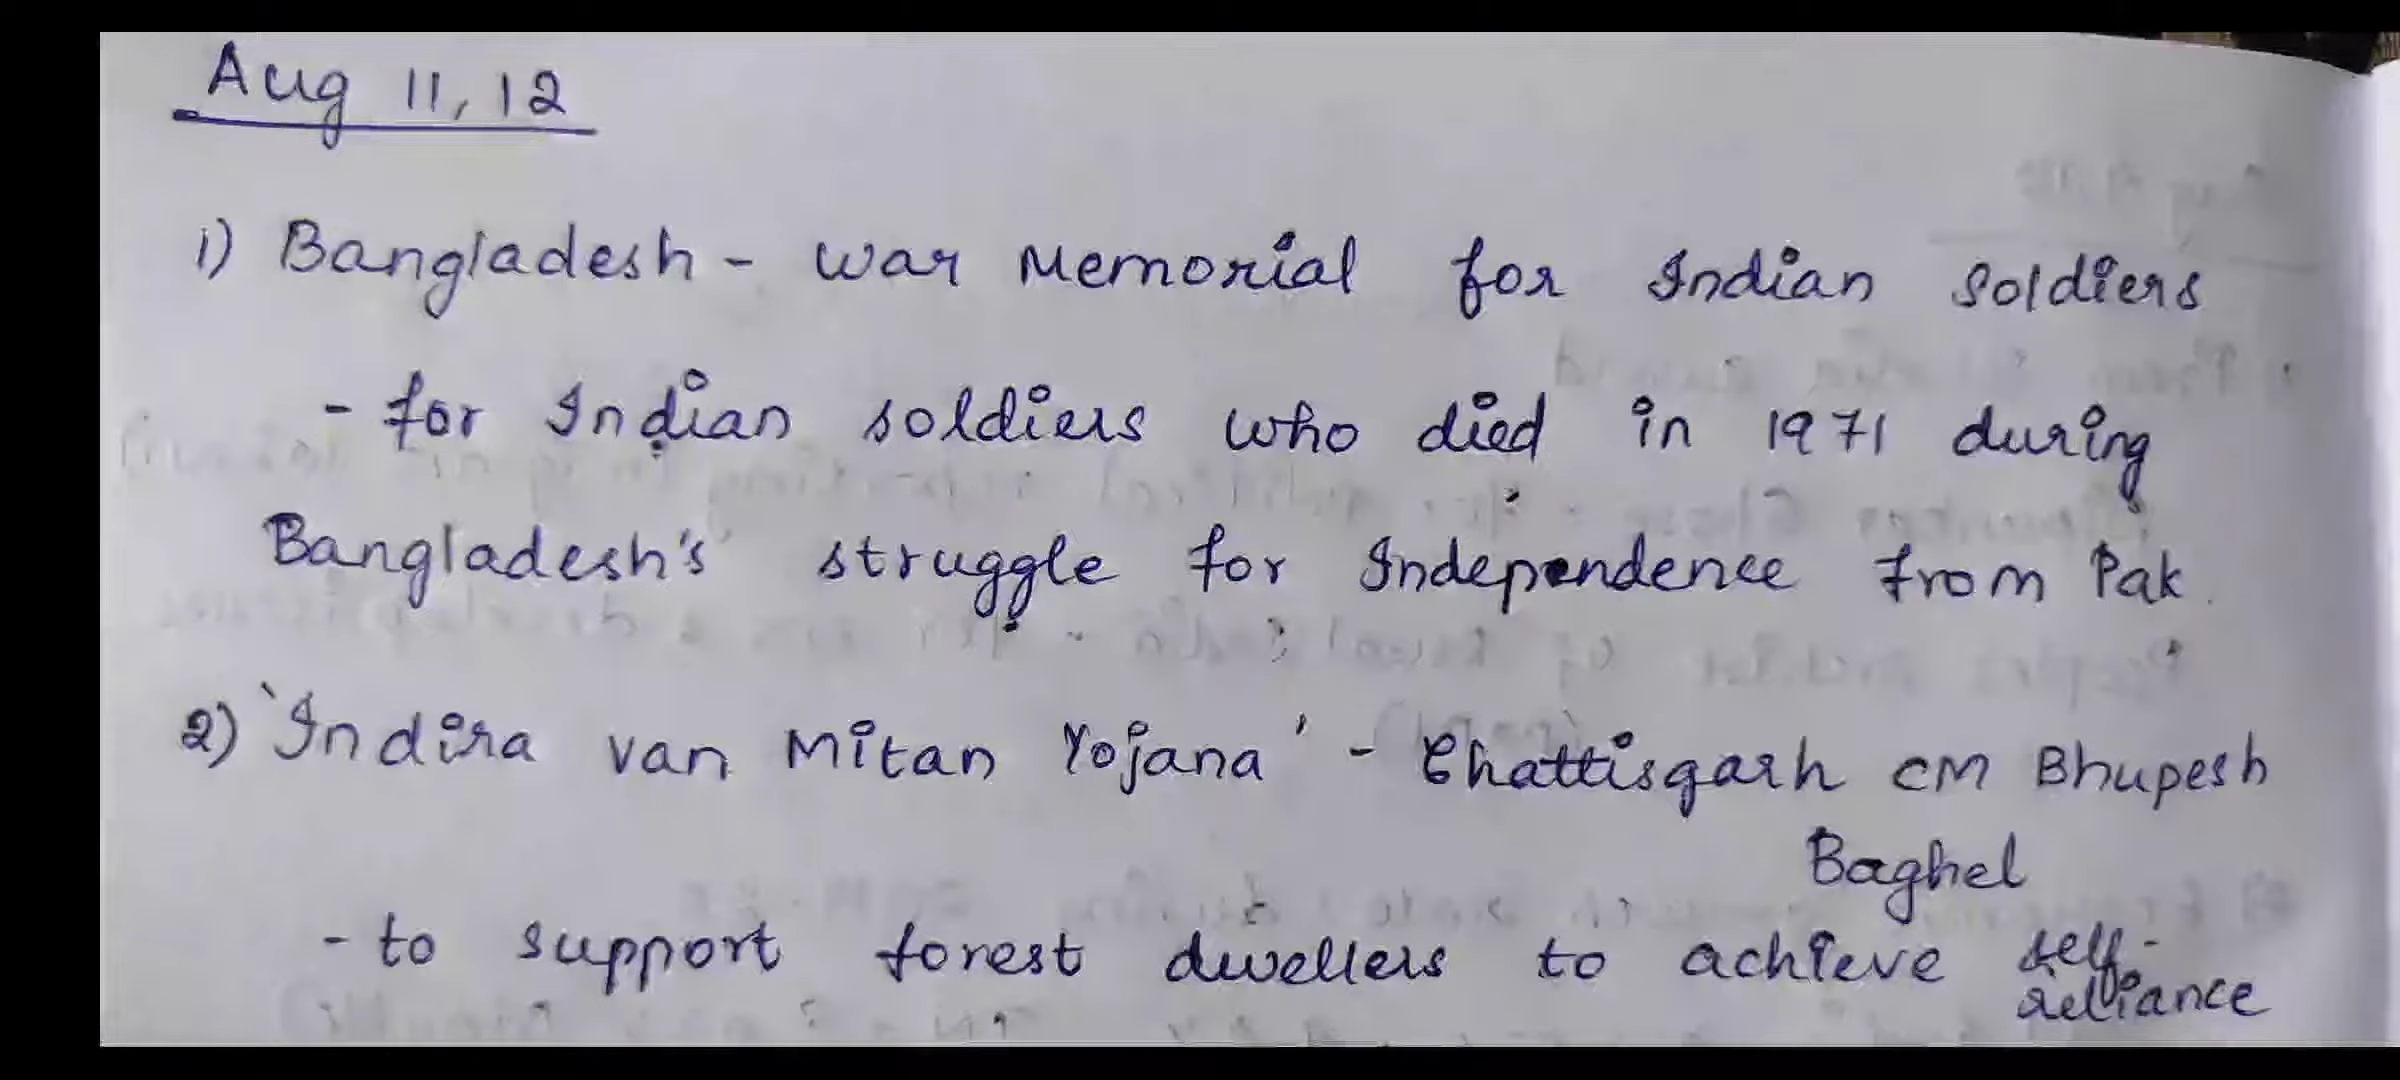 Aug 11, 12
1) Bangladesh - War Memorial for Indian Soldiers
- for Indian soldiers who died in 1971 during
Bangladesh's struggle for Independence from Pak.
2) 'Indira van Mitan Yojana' - Chattisgarh CM Bhupesh
Baghel
- to support forest dwellers to achieve self-
reliance